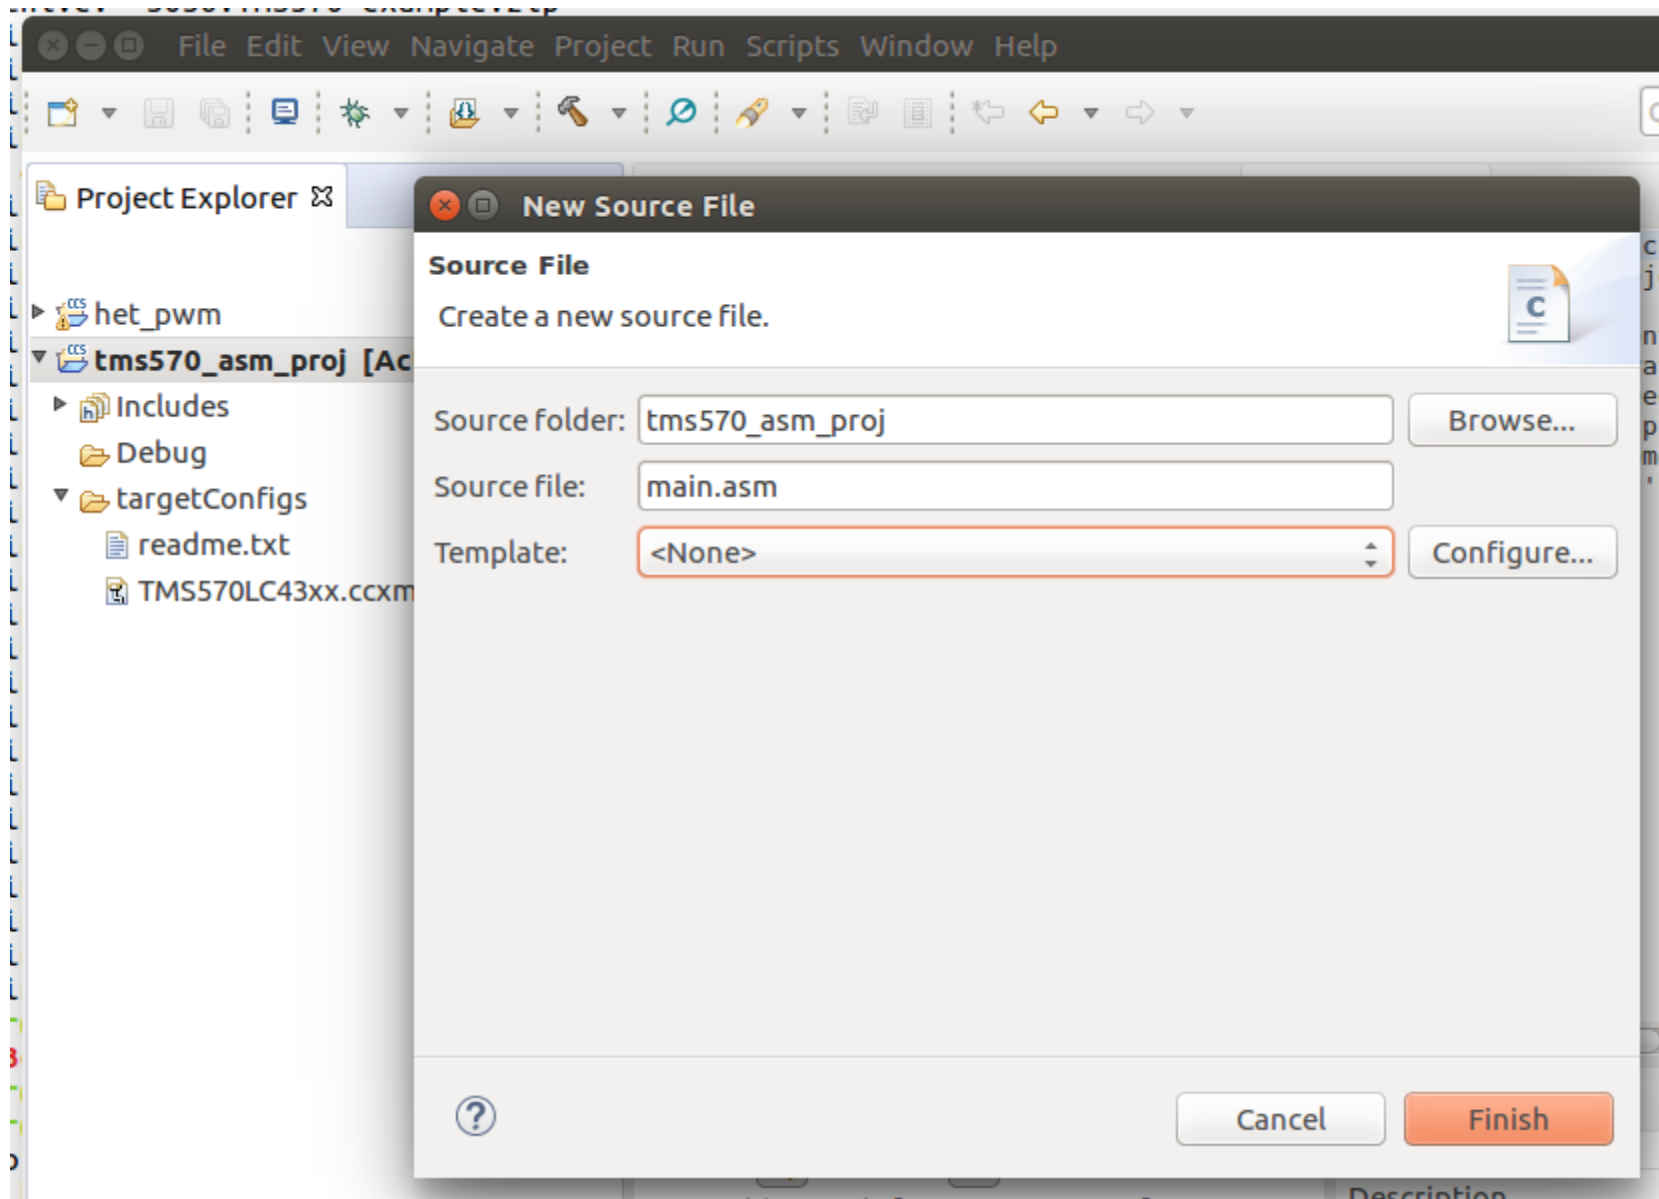 File Edit View Navigate Project Run Scripts Window Help
Project Explorer
het_pwm
tms570_asm_proj [Ac
Includes
Debug
targetConfigs
readme.txt
TMS570LC43xx.ccxm
New Source File
Source File
Create a new source file.
Source folder: tms570_asm_proj Browse...
Source file: main.asm
Template: <None> Configure...
Cancel Finish
Description